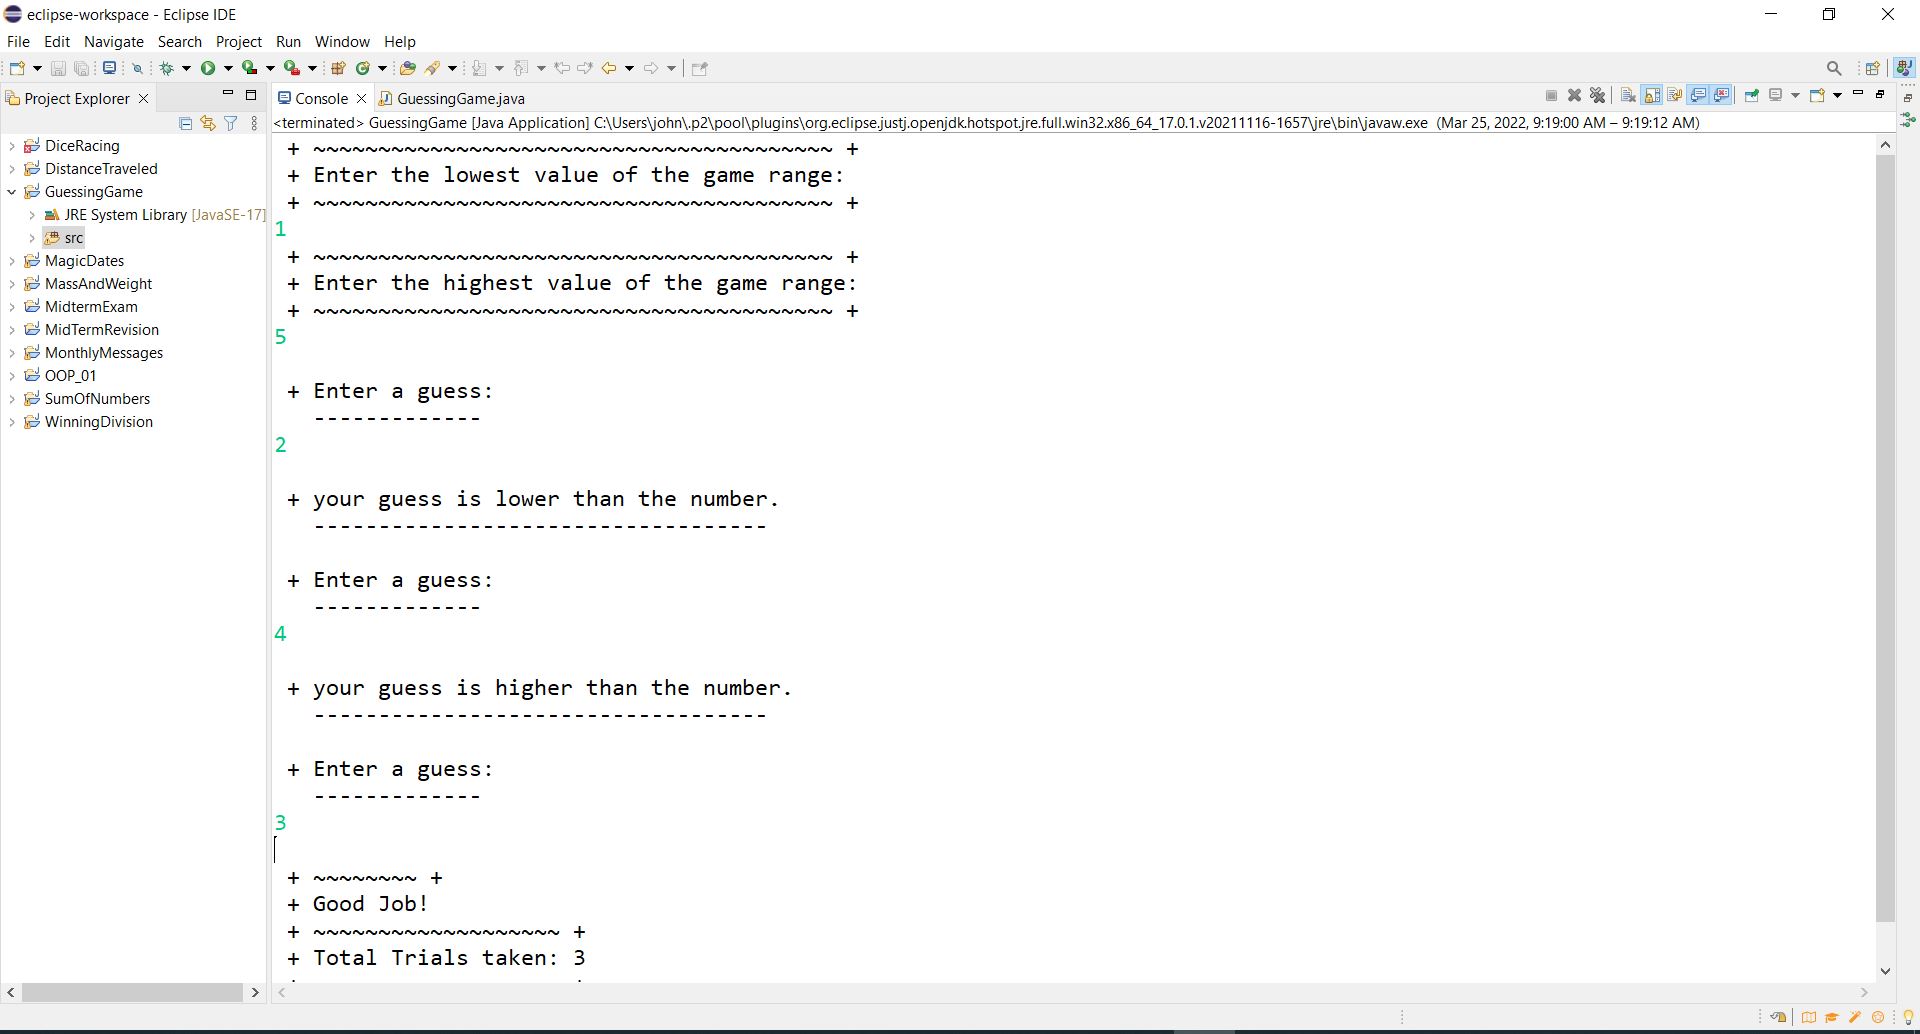 eclipse-workspace - Eclipse IDE
File Edit Navigate Search Project Run Window Help
Project Explorer
DiceRacing
DistanceTraveled
GuessingGame
JRE System Library [JavaSE-17]
src
MagicDates
MassAndWeight
MidtermExam
MidTermRevision
MonthlyMessages
OOP_01
SumOfNumbers
WinningDivision
Console GuessingGame.java
<terminated> GuessingGame [Java Application] C:\Users\john\.p2\pool\plugins\org.eclipse.justj.openjdk.hotspot.jre.full.win32.x86_64_17.0.1.v20211116-1657\jre\bin\javaw.exe (Mar 25, 2022, 9:19:00 AM – 9:19:12 AM)
+ ~~~~~~~~~~~~~~~~~~~~~~~~~~~~~~~~~~~~~~~~ +
+ Enter the lowest value of the game range:
+ ~~~~~~~~~~~~~~~~~~~~~~~~~~~~~~~~~~~~~~~~ +
1
+ ~~~~~~~~~~~~~~~~~~~~~~~~~~~~~~~~~~~~~~~~ +
+ Enter the highest value of the game range:
+ ~~~~~~~~~~~~~~~~~~~~~~~~~~~~~~~~~~~~~~~~ +
5
+ Enter a guess:
-------------
2
+ your guess is lower than the number.
-----------------------------------
+ Enter a guess:
-------------
4
+ your guess is higher than the number.
-----------------------------------
+ Enter a guess:
-------------
3
+ ~~~~~~~~ +
+ Good Job!
+ ~~~~~~~~~~~~~~~~~~~ +
+ Total Trials taken: 3